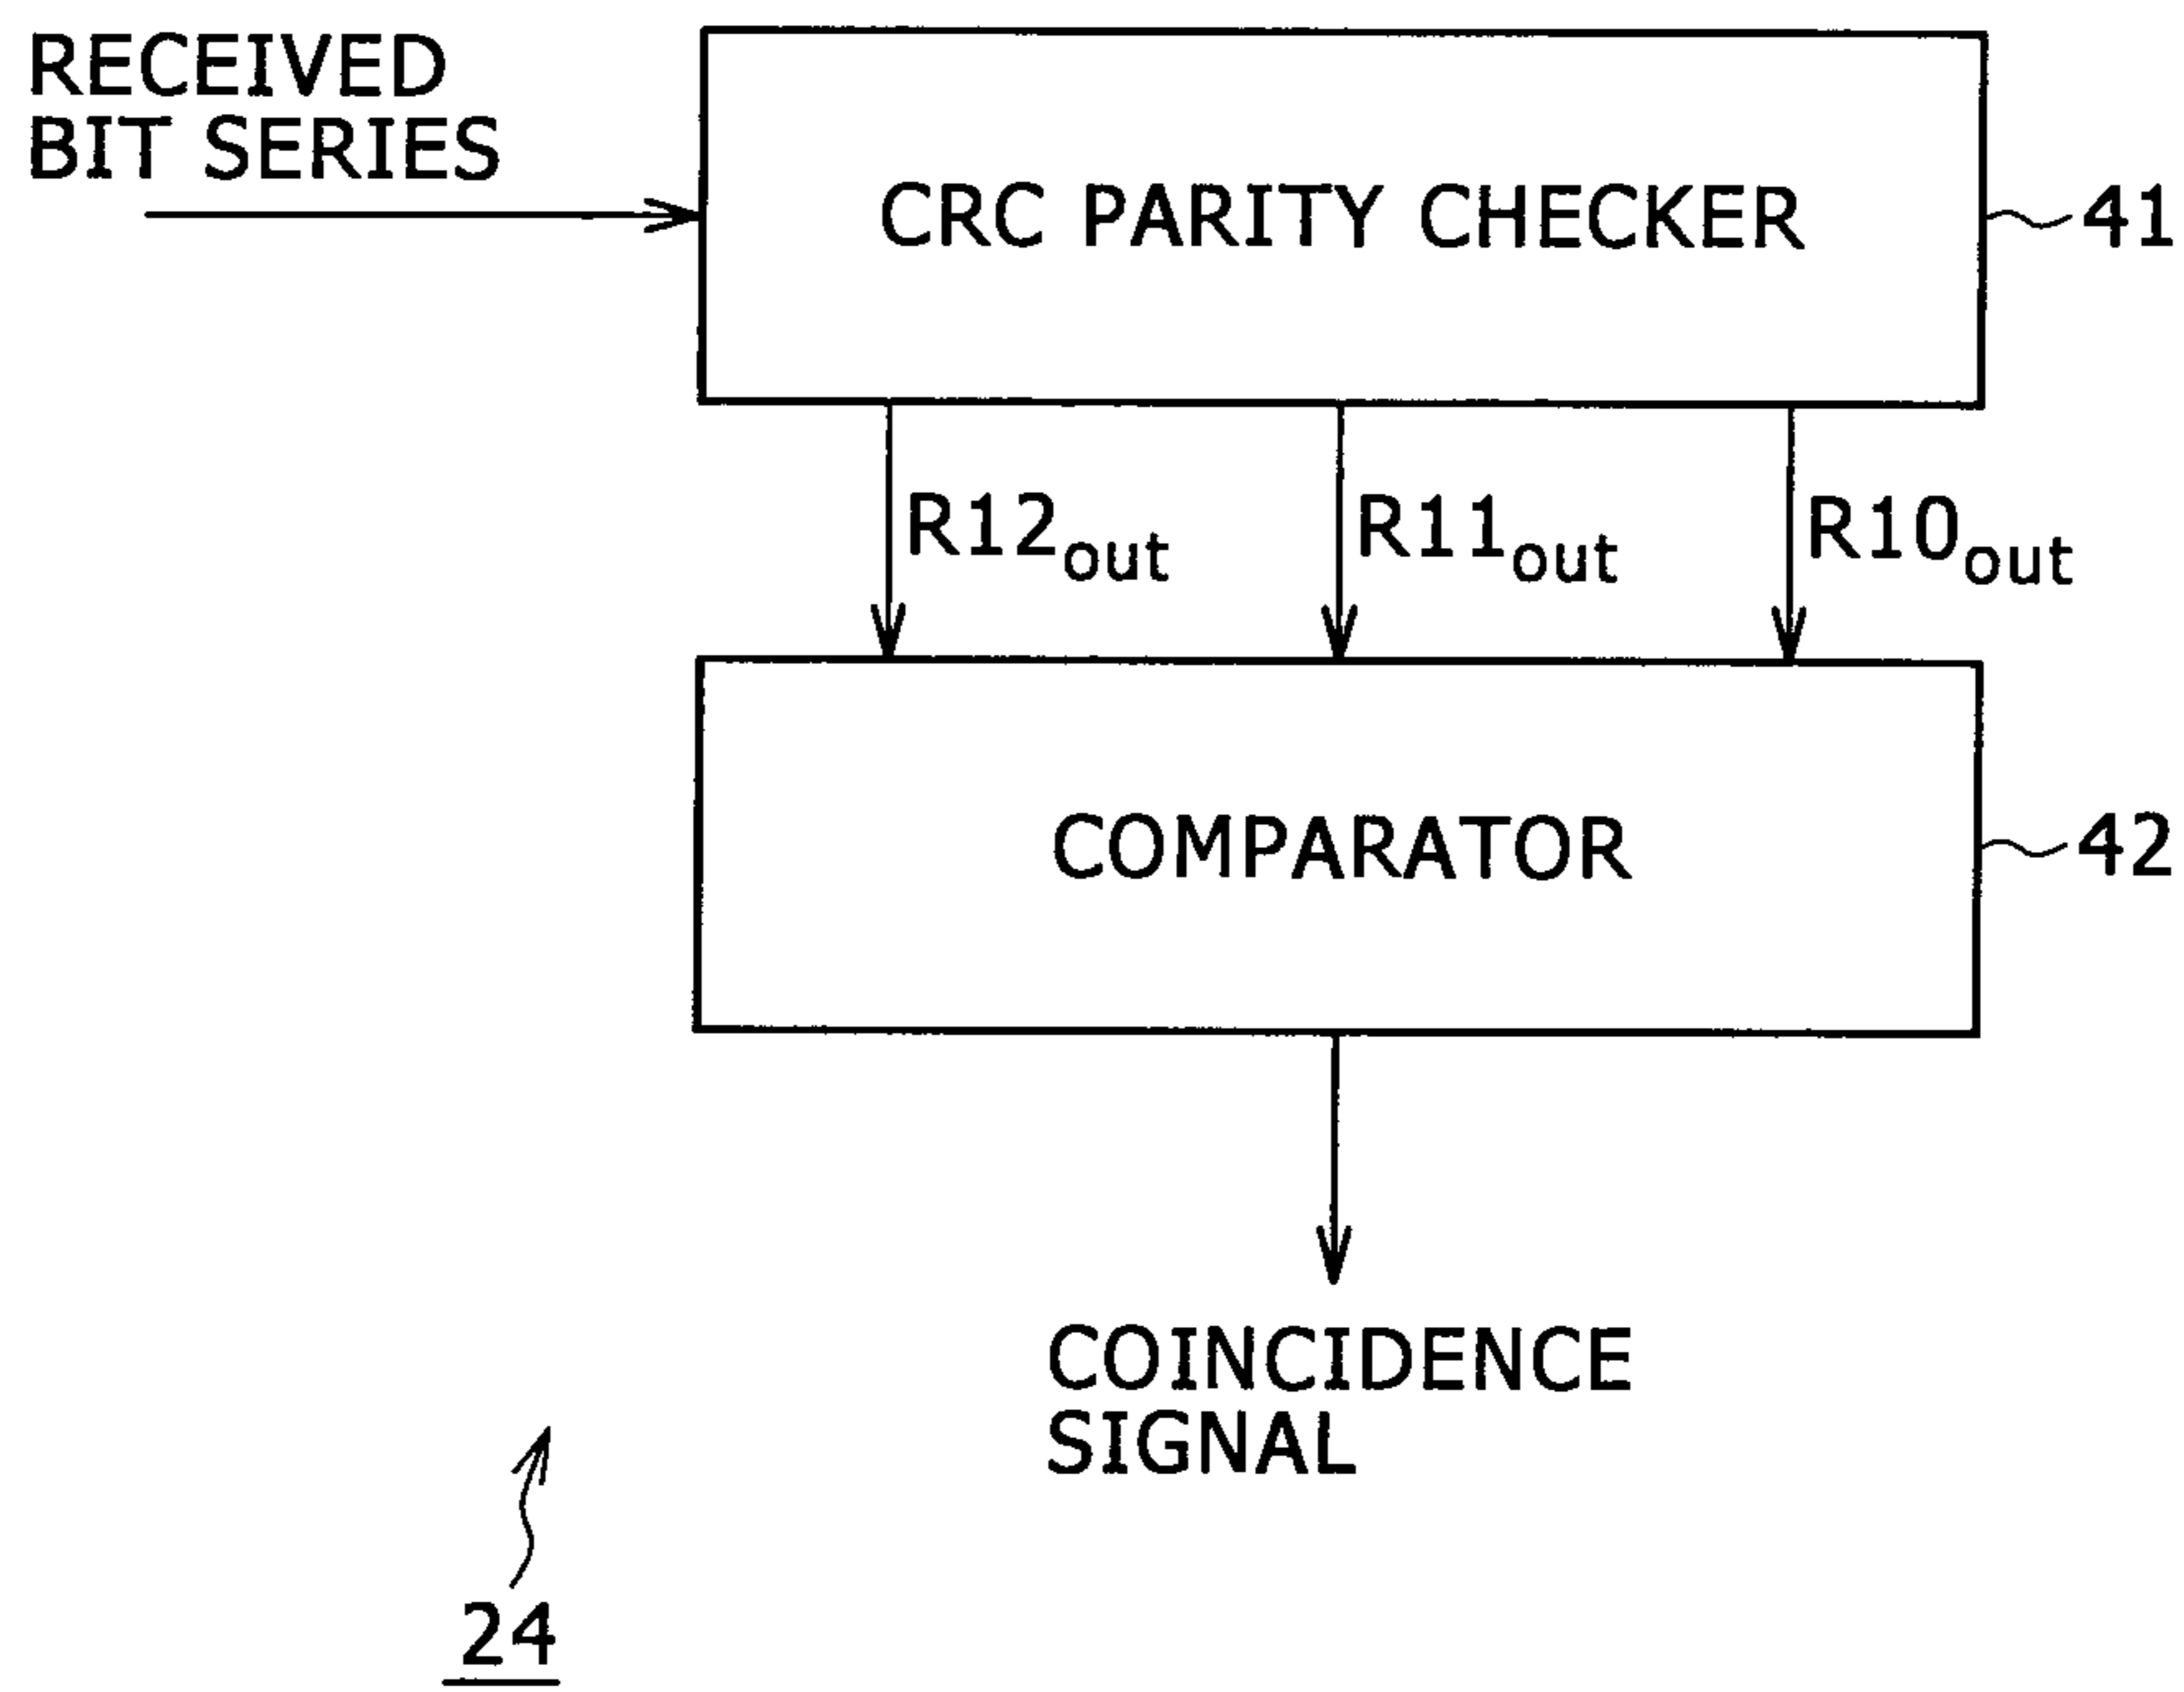 RECEIVED
BIT SERIES
CRC PARITY CHECKER
41
R12out
R11out
R10out
COMPARATOR
42
COINCIDENCE
SIGNAL
24